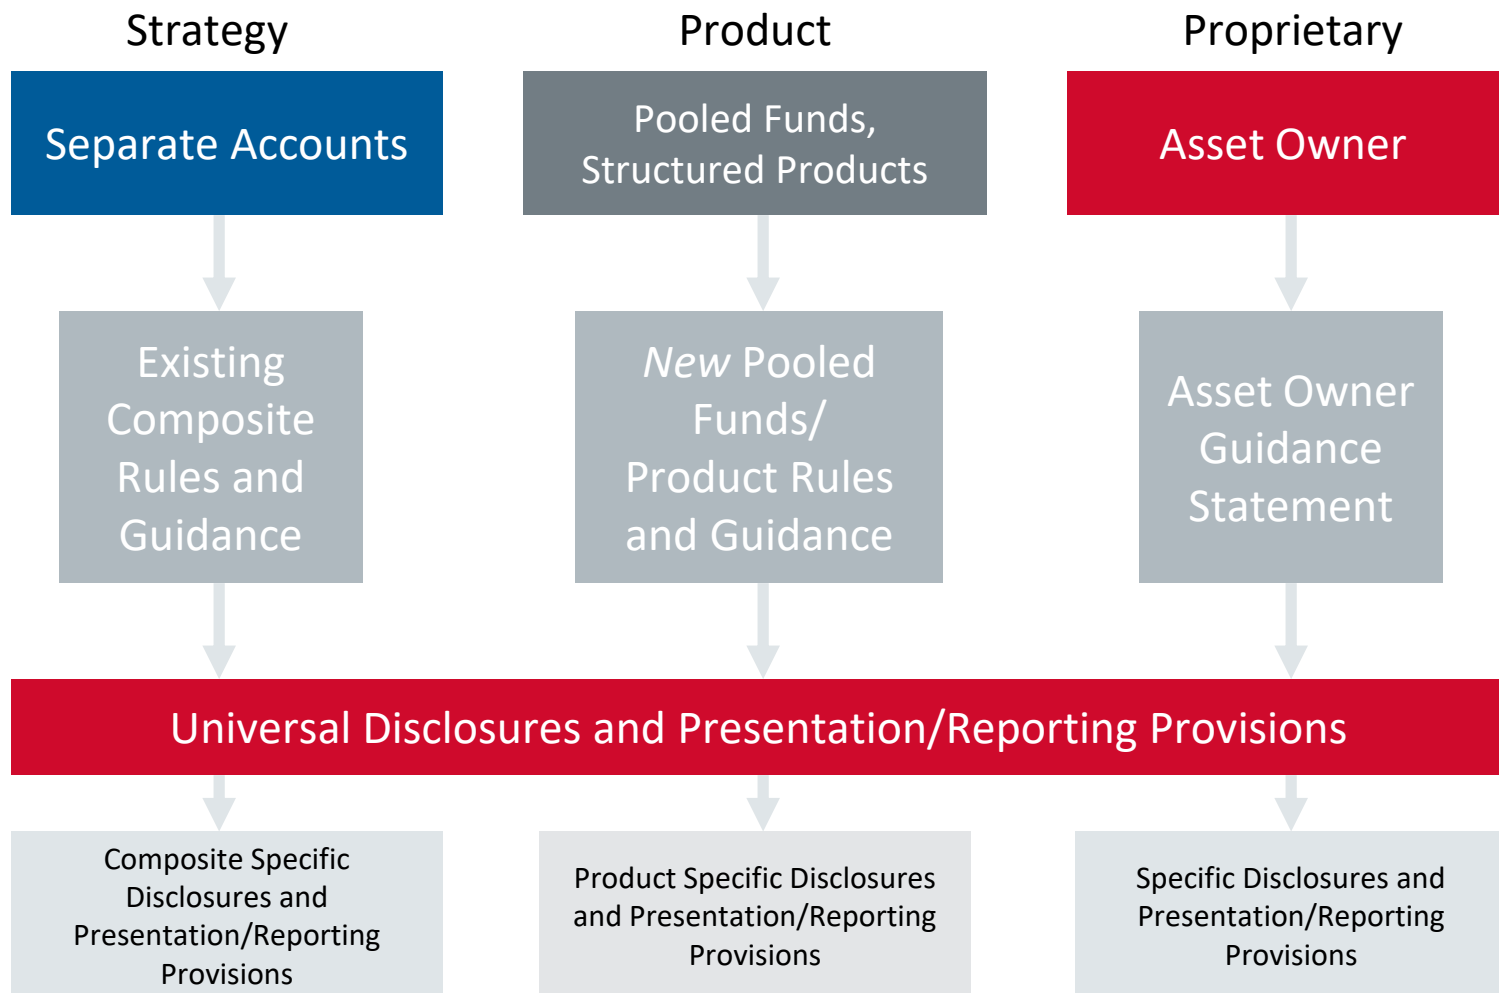 Strategy
Product
Proprietary
Separate Accounts
Pooled Funds,
Structured Products
Asset Owner
Existing
Composite
Rules and
Guidance
New Pooled
Funds/
Product Rules
and Guidance
Asset Owner
Guidance
Statement
Universal Disclosures and Presentation/Reporting Provisions
Composite Specific
Disclosures and
Presentation/Reporting
Provisions
Product Specific Disclosures
and Presentation/Reporting
Provisions
Specific Disclosures and
Presentation/Reporting
Provisions